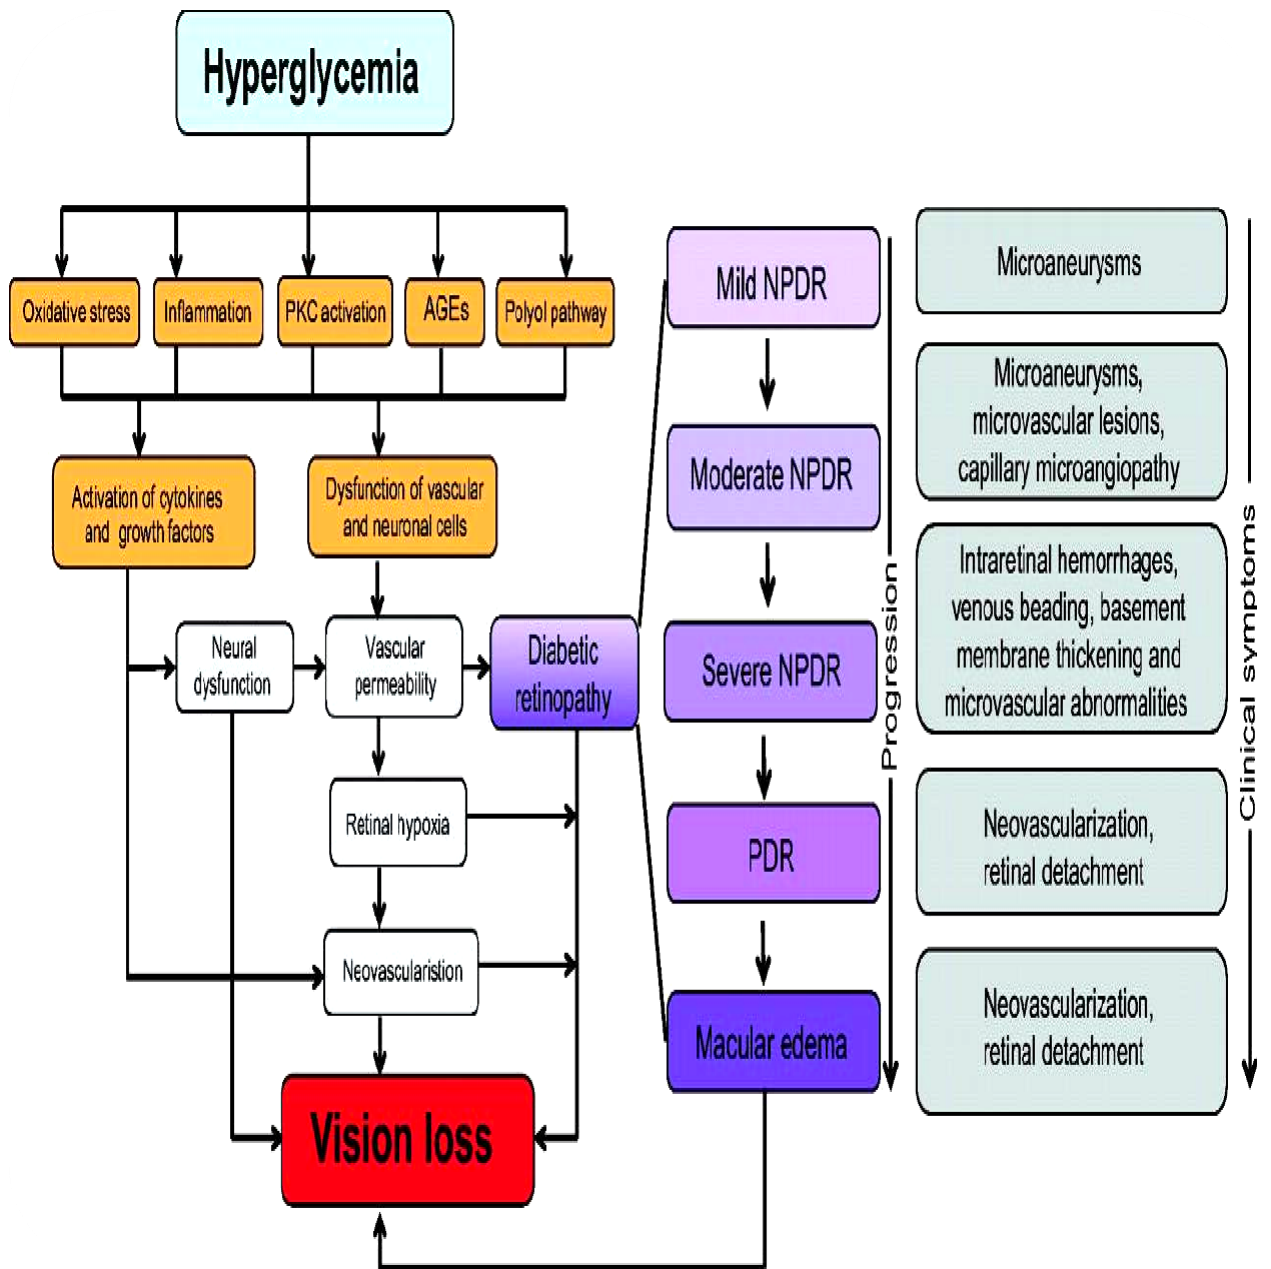 Hyperglycemia
Oxidative stress
Inflammation
PKC activation
AGEs
Polyol pathway
Activation of cytokines
and growth factors
Dysfunction of vascular
and neuronal cells
Neural
dysfunction
Vascular
permeability
Diabetic
retinopathy
Retinal hypoxia
Neovascularistion
Vision loss
Mild NPDR
Moderate NPDR
Severe NPDR
PDR
Macular edema
Progression
Microaneurysms
Microaneurysms,
microvascular lesions,
capillary microangiopathy
Intraretinal hemorrhages,
venous beading, basement
membrane thickening and
microvascular abnormalities
Neovascularization,
retinal detachment
Neovascularization,
retinal detachment
Clinical symptoms